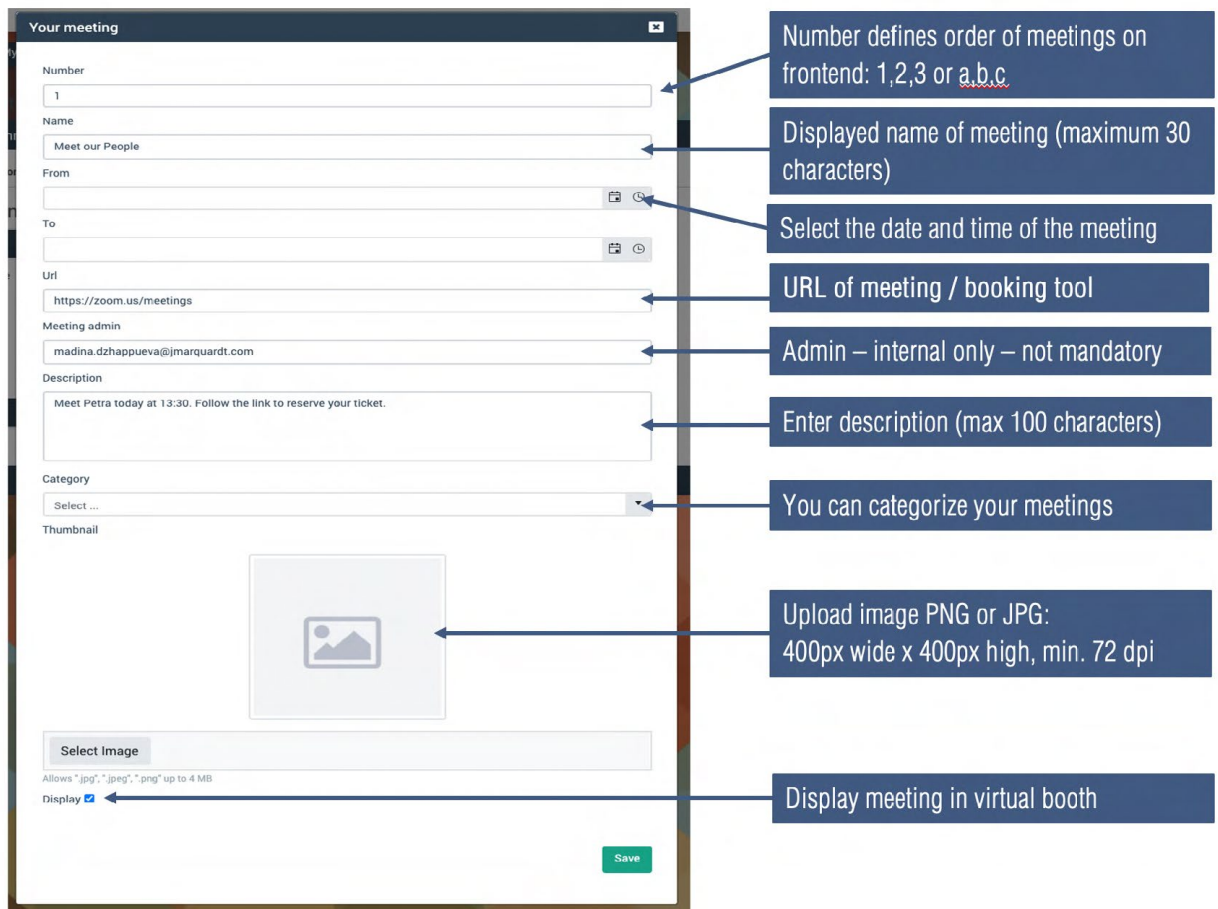 Your meeting
Number
1
Name
Meet our People
From
To
Url
https://zoom.us/meetings
Meeting admin
madina.dzhappueva@jmarquardt.com
Description
Meet Petra today at 13:30. Follow the link to reserve your ticket.
Category
Select ...
Thumbnail
Select Image
Allows ".jpg", ".jpeg", ".png" up to 4 MB
Display
Save
Number defines order of meetings on
frontend: 1,2,3 or a,b,c
Displayed name of meeting (maximum 30
characters)
Select the date and time of the meeting
URL of meeting / booking tool
Admin – internal only – not mandatory
Enter description (max 100 characters)
You can categorize your meetings
Upload image PNG or JPG:
400px wide x 400px high, min. 72 dpi
Display meeting in virtual booth